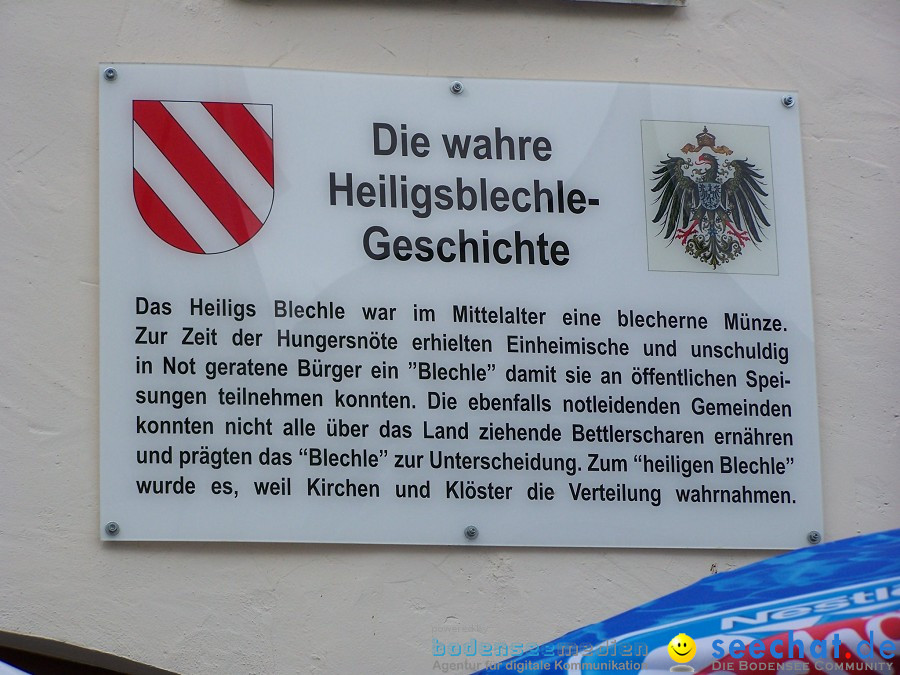 Die wahre
Heiligsblechle-
Geschichte
Das Heiligs Blechle war im Mittelalter eine blecherne Münze.
Zur Zeit der Hungersnöte erhielten Einheimische und unschuldig
in Not geratene Bürger ein ”Blechle” damit sie an öffentlichen Spei-
sungen teilnehmen konnten. Die ebenfalls notleidenden Gemeinden
konnten nicht alle über das Land ziehende Bettlerscharen ernähren
und prägten das “Blechle” zur Unterscheidung. Zum “heiligen Blechle”
wurde es, weil Kirchen und Klöster die Verteilung wahrnahmen.
Nestlé
bodenseemedien
Agentur für digitale Kommunikation
seechat.de
Die Bodensee Community